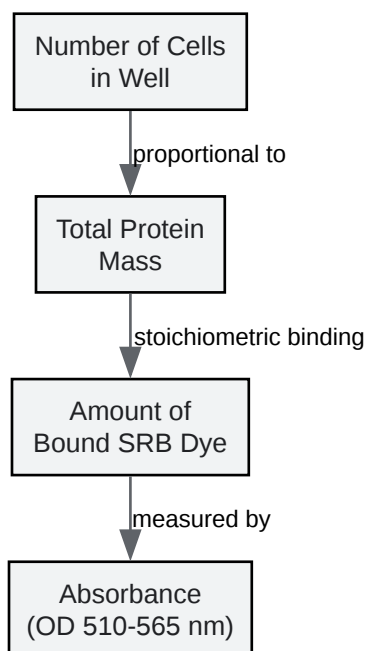 Number of Cells
in Well
proportional to
Total Protein
Mass
stoichiometric binding
Amount of
Bound SRB Dye
measured by
Absorbance
(OD 510-565 nm)